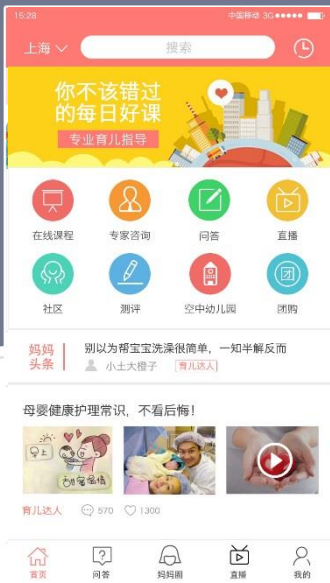 15:28
中国移动 3G
上海
搜索
你不该错过
的每日好课
专业育儿指导
在线课程
专家咨询
问答
直播
社区
测评
空中幼儿园
团
团购
妈妈
头条
别以为帮宝宝洗澡很简单，一知半解反而
小土大橙子
育儿达人
母婴健康护理常识，不看后悔！
早上
育儿达人
570
1300
首页
问答
妈妈圈
直播
我的